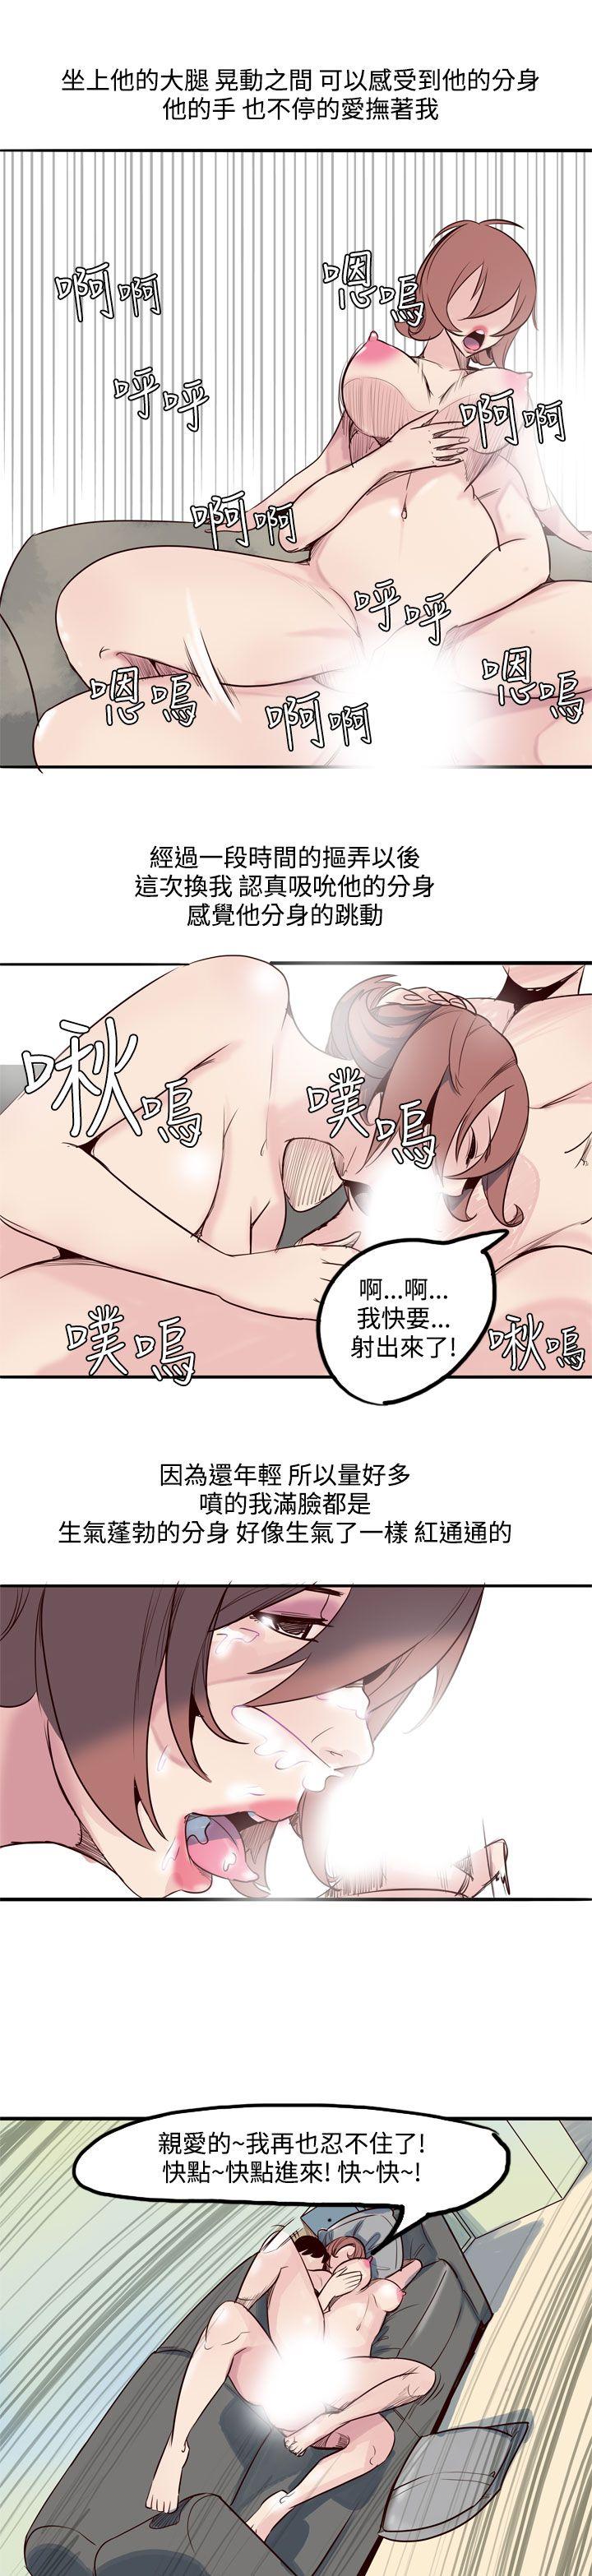 坐上他的大腿 晃動之間 可以感受到他的分身
他的手 也不停的愛撫著我
嗯嗚
啊啊
呼呼
啊啊
啊啊
呼呼
嗯嗚
嗯嗚
啊啊
經過一段時間的摳弄以後
這次換我 認真吸吮他的分身
感覺他分身的跳動
啾嗚
噗嗚
啊...啊...
我快要...
射出來了!
噗嗚
啾嗚
因為還年輕 所以量好多
噴的我滿臉都是
生氣蓬勃的分身 好像生氣了一樣 紅通通的
親愛的~我再也忍不住了!
快點~快點進來! 快~快~!